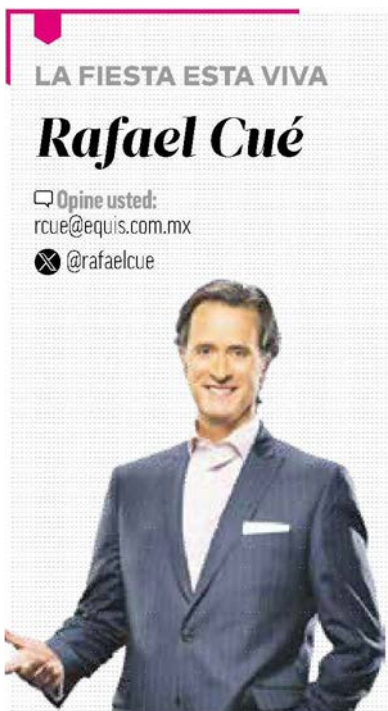 LA FIESTA ESTA VIVA
Rafael Cué
Opine usted:
rcue@equis.com.mx
@rafaelcue